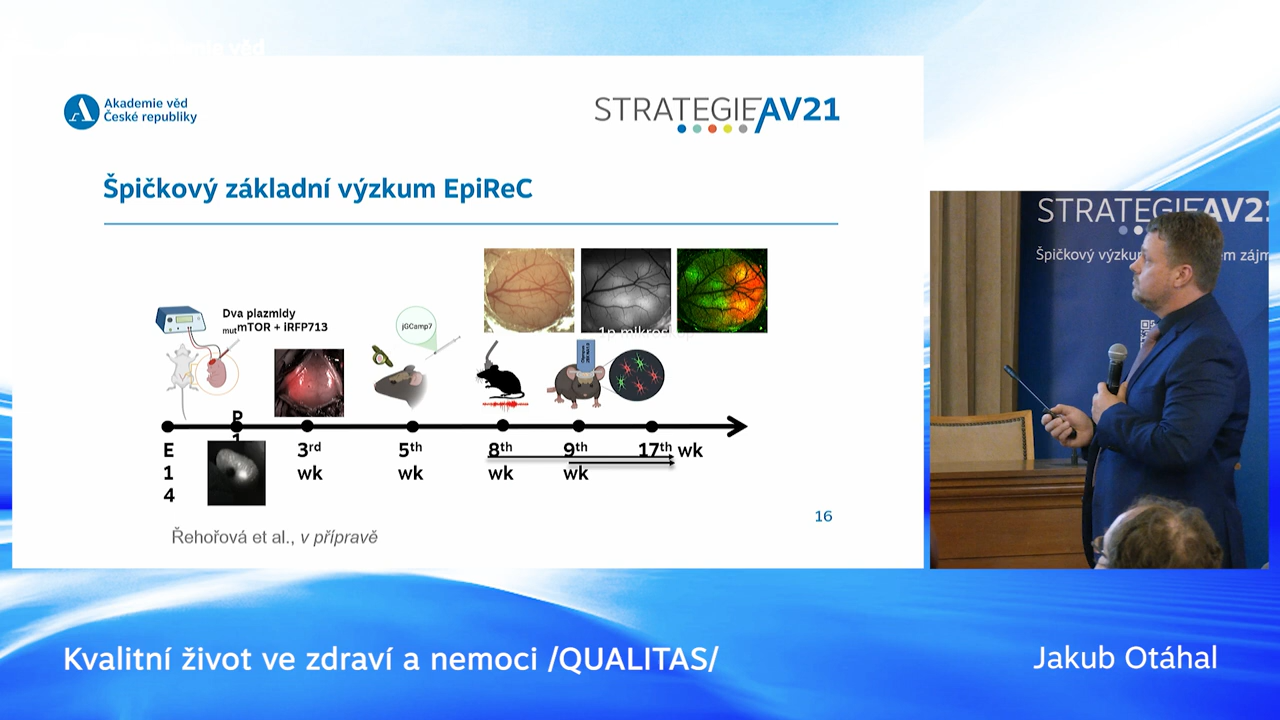 Akademie věd
České republiky
STRATEGIE AV21
Špičkový základní výzkum EpiReC
Dva plazmidy
mutmTOR + iRFP713
jGCamp7
1p mikroskop
P
1
E
1
4
3rd
wk
5th
wk
8th
wk
9th
wk
17th wk
Řehořová et al., v přípravě
16
STRATEGIE AV21
Špičkový
zájm
Kvalitní život ve zdraví a nemoci /QUALITAS/
Jakub Otáhal